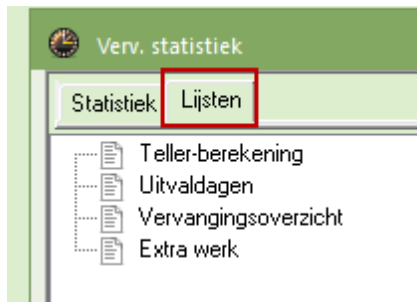 Verv. statistiek
Statistiek Lijsten
Teller-berekening
Uitvaldagen
Vervangingsoverzicht
Extra werk